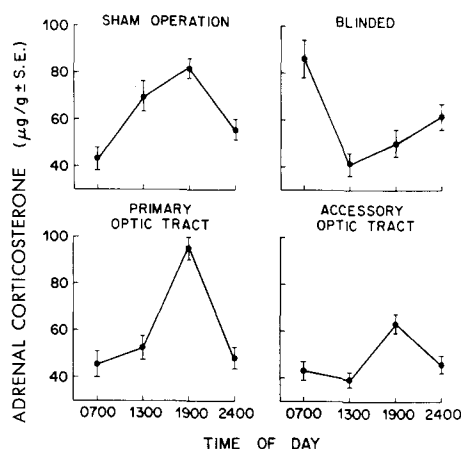 SHAM OPERATION
BLINDED
100
80
60
40
PRIMARY
OPTIC TRACT
ACCESSORY
OPTIC TRACT
100
80
60
40
0700 1300 1900 2400
0700 1300 1900 2400
TIME OF DAY
ADRENAL CORTICOSTERONE (µg/g ± S.E.)